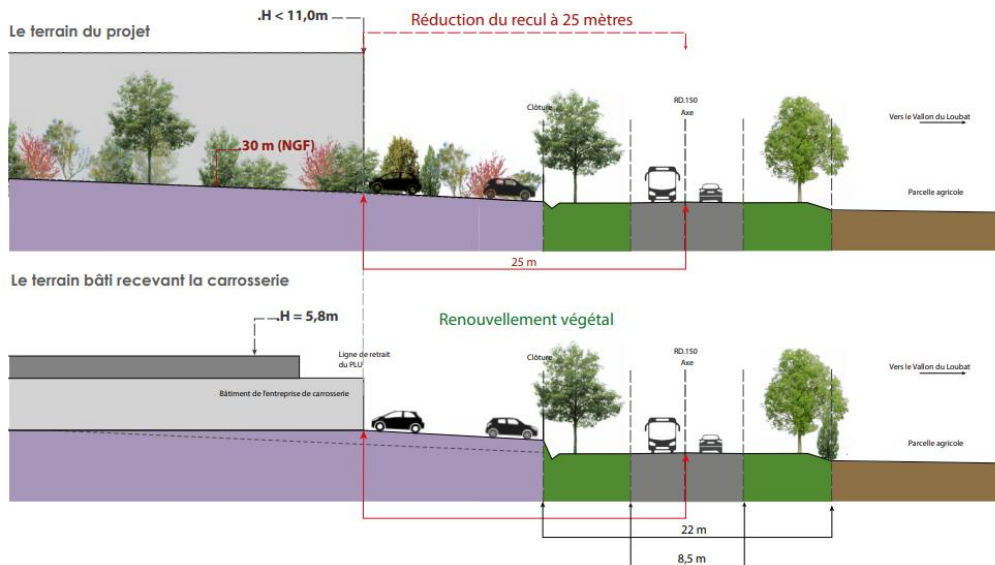 .H < 11,0m
Réduction du recul à 25 mètres
Le terrain du projet
Clôture
RD.150
Axe
Vers le Vallon du Loubat
.30 m (NGF)
Parcelle agricole
25 m
Le terrain bâti recevant la carrosserie
.H = 5,8m
Renouvellement végétal
Ligne de retrait
du PLU
Clôture
RD.150
Axe
Vers le Vallon du Loubat
Bâtiment de l'entreprise de carrosserie
Parcelle agricole
22 m
8,5 m